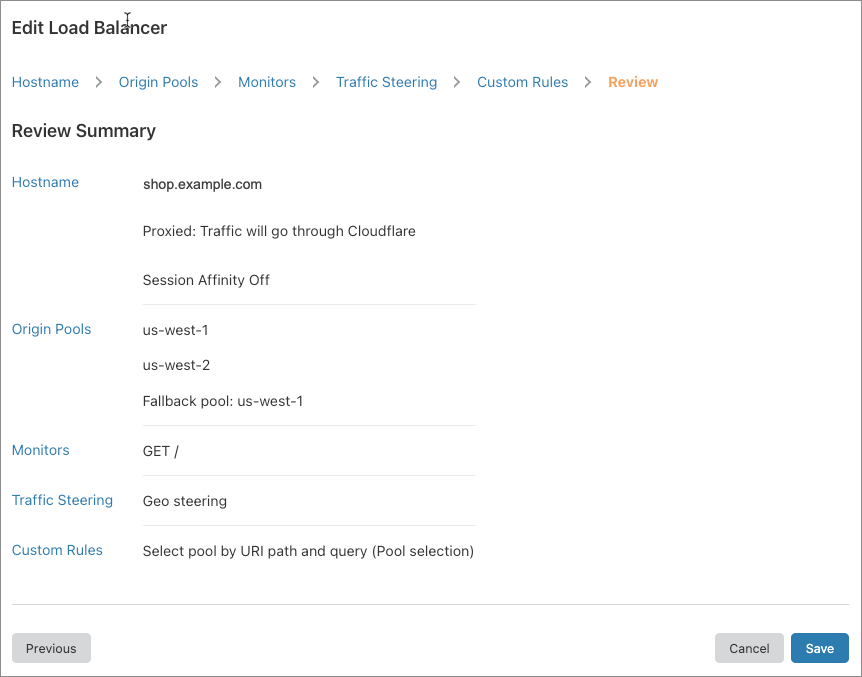 Edit Load Balancer
Hostname > Origin Pools > Monitors > Traffic Steering > Custom Rules > Review
Review Summary
Hostname shop.example.com
Proxied: Traffic will go through Cloudflare
Session Affinity Off
Origin Pools us-west-1
us-west-2
Fallback pool: us-west-1
Monitors GET /
Traffic Steering Geo steering
Custom Rules Select pool by URI path and query (Pool selection)
Previous Cancel Save